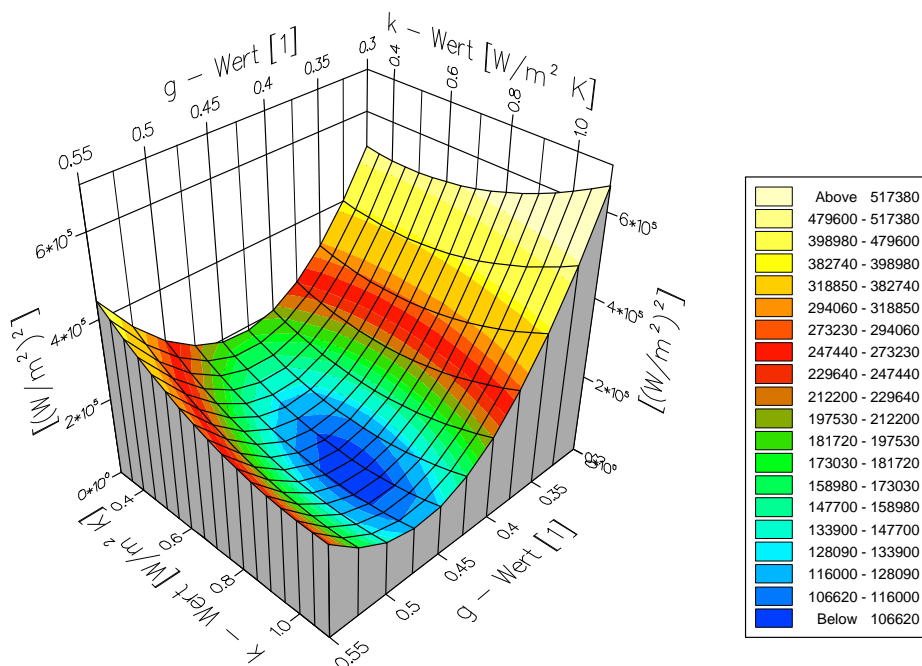 g – Wert [1]
0.55
0.5
0.45
0.4
0.35
0.3
k – Wert [W/m² K]
0.4
0.6
0.8
1.0
6*10⁵
4*10⁵
2*10⁵
0*10⁰
[(W/m²)²]
6*10⁵
4*10⁵
2*10⁵
[(W/m²)²]
0.4
0.6
0.8
1.0
k – Wert [W/m² K]
0.55
0.5
0.45
0.4
0.35
g – Wert [1]
Above 517380
479600 - 517380
398980 - 479600
382740 - 398980
318850 - 382740
294060 - 318850
273230 - 294060
247440 - 273230
229640 - 247440
212200 - 229640
197530 - 212200
181720 - 197530
173030 - 181720
158980 - 173030
147700 - 158980
133900 - 147700
128090 - 133900
116000 - 128090
106620 - 116000
Below 106620